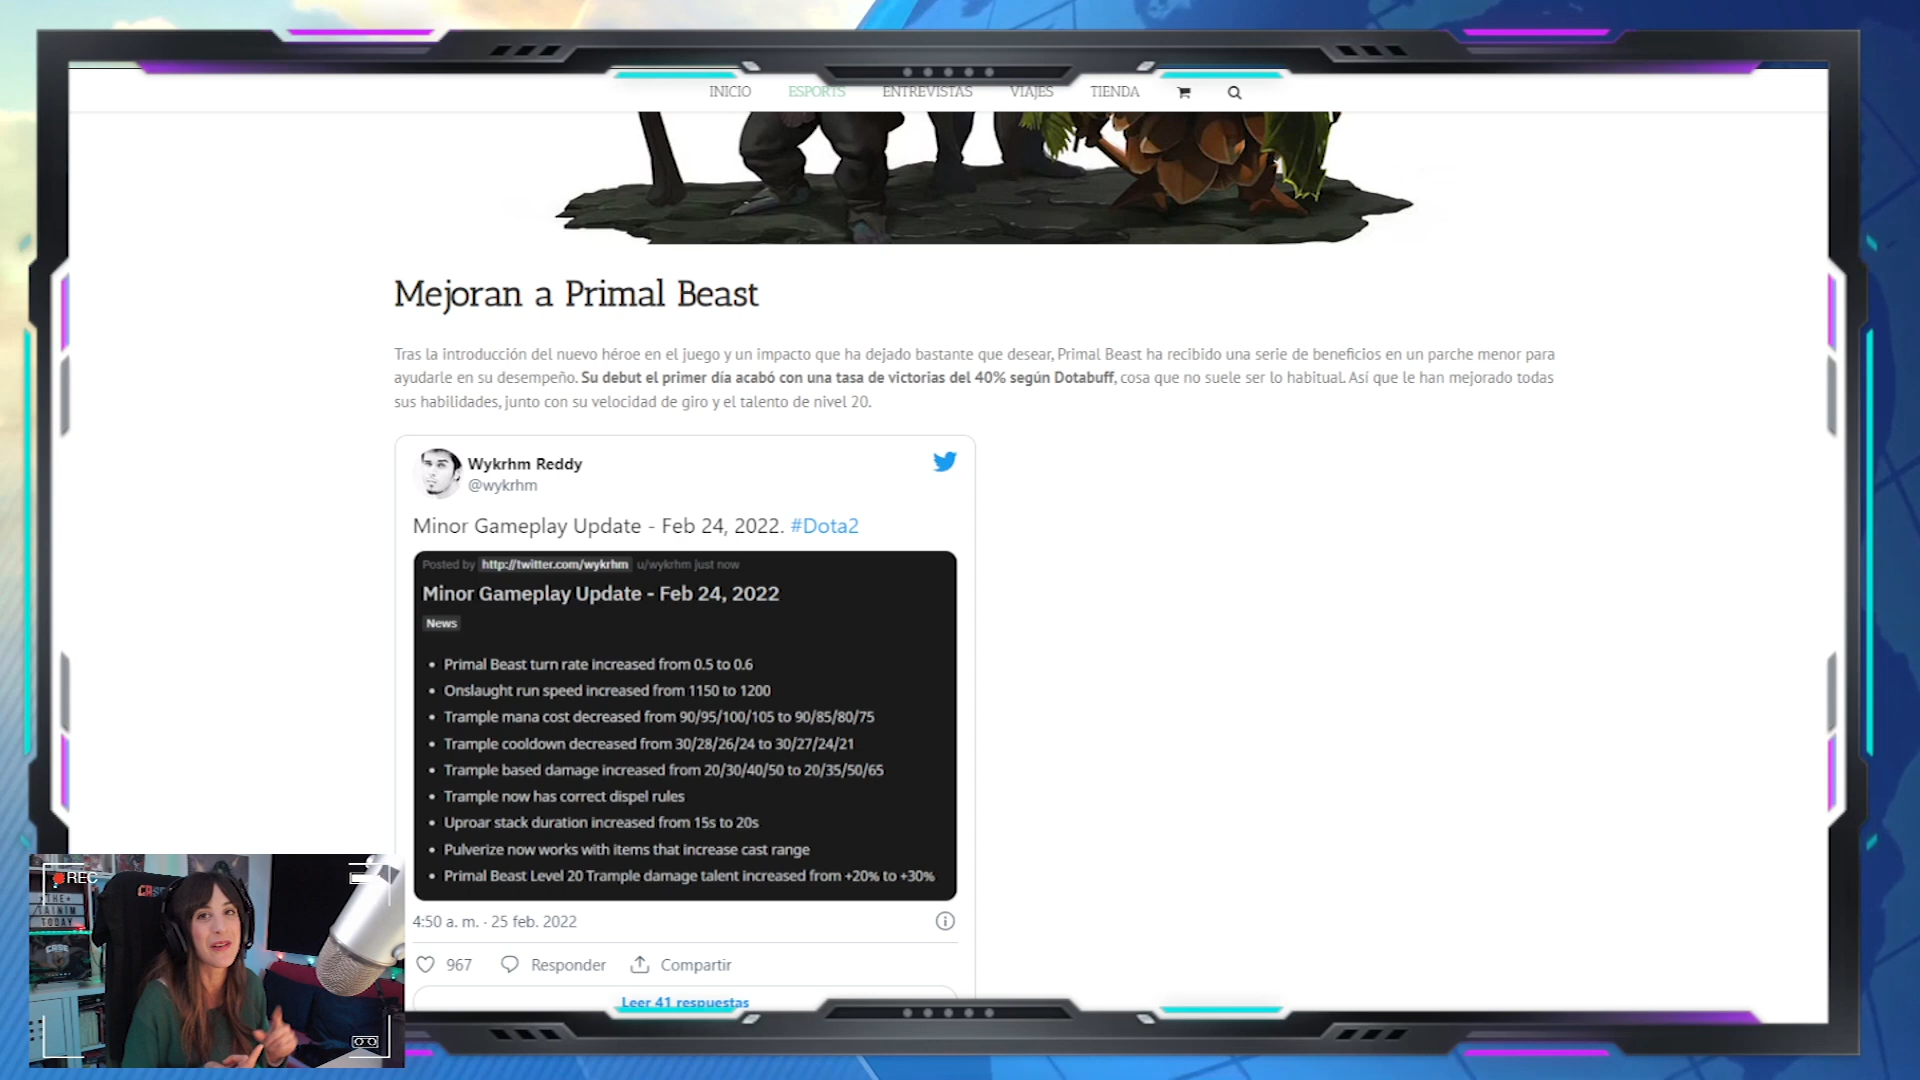 INICIO ESPORTS ENTREVISTAS VIAJES TIENDA
Mejoran a Primal Beast
Tras la introducción del nuevo héroe en el juego y un impacto que ha dejado bastante que desear, Primal Beast ha recibido una serie de beneficios en un parche menor para
ayudarle en su desempeño. Su debut el primer día acabó con una tasa de victorias del 40% según Dotabuff, cosa que no suele ser lo habitual. Así que le han mejorado todas
sus habilidades, junto con su velocidad de giro y el talento de nivel 20.
Wykrhm Reddy
@wykrhm
Minor Gameplay Update - Feb 24, 2022. #Dota2
Posted by http://twitter.com/wykrhm u/wykrhm just now
Minor Gameplay Update - Feb 24, 2022
News
• Primal Beast turn rate increased from 0.5 to 0.6
• Onslaught run speed increased from 1150 to 1200
• Trample mana cost decreased from 90/95/100/105 to 90/85/80/75
• Trample cooldown decreased from 30/28/26/24 to 30/27/24/21
• Trample based damage increased from 20/30/40/50 to 20/35/50/65
• Trample now has correct dispel rules
• Uproar stack duration increased from 15s to 20s
• Pulverize now works with items that increase cast range
• Primal Beast Level 20 Trample damage talent increased from +20% to +30%
4:50 a. m. · 25 feb. 2022
967 Responder Compartir
Leer 41 respuestas
REC
THE
TAINIM
TODAY